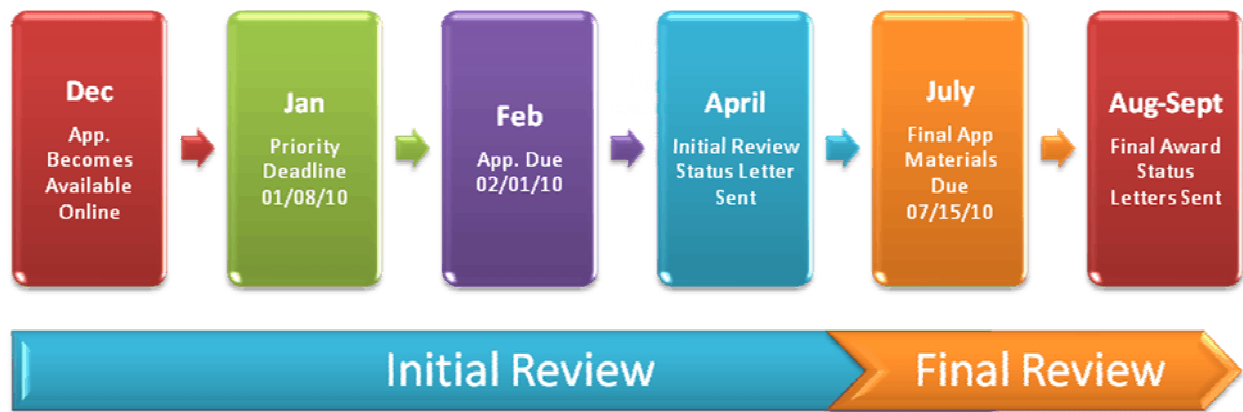 Dec
App.
Becomes
Available
Online
Jan
Priority
Deadline
01/08/10
Feb
App. Due
02/01/10
April
Initial Review
Status Letter
Sent
July
Final App
Materials
Due
07/15/10
Aug-Sept
Final Award
Status
Letters Sent
Initial Review
Final Review